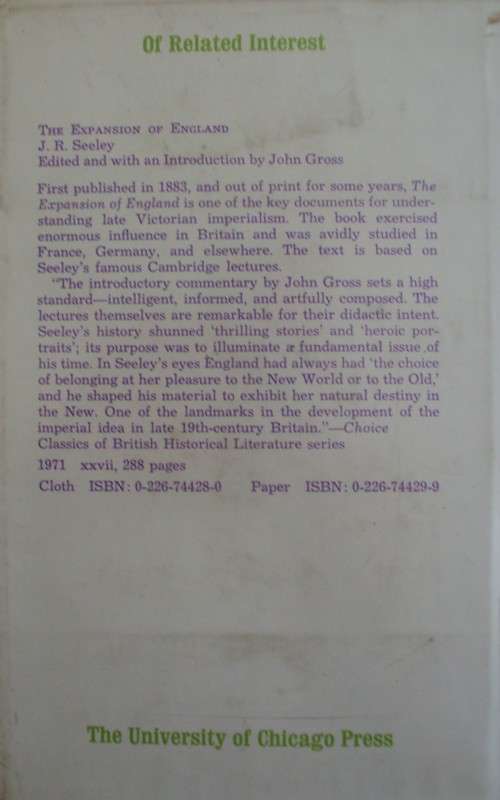 Of Related Interest
THE EXPANSION OF ENGLAND
J. R. Seeley
Edited and with an Introduction by John Gross
First published in 1883, and out of print for some years, The
Expansion of England is one of the key documents for under-
standing late Victorian imperialism. The book exercised
enormous influence in Britain and was avidly studied in
France, Germany, and elsewhere. The text is based on
Seeley's famous Cambridge lectures.
"The introductory commentary by John Gross sets a high
standard—intelligent, informed, and artfully composed. The
lectures themselves are remarkable for their didactic intent.
Seeley's history shunned 'thrilling stories' and 'heroic por-
traits'; its purpose was to illuminate a fundamental issue of
his time. In Seeley's eyes England had always had 'the choice
of belonging at her pleasure to the New World or to the Old,'
and he shaped his material to exhibit her natural destiny in
the New. One of the landmarks in the development of the
imperial idea in late 19th-century Britain."—Choice
Classics of British Historical Literature series
1971 xxvii, 288 pages
Cloth ISBN: 0-226-74428-0 Paper ISBN: 0-226-74429-9
The University of Chicago Press